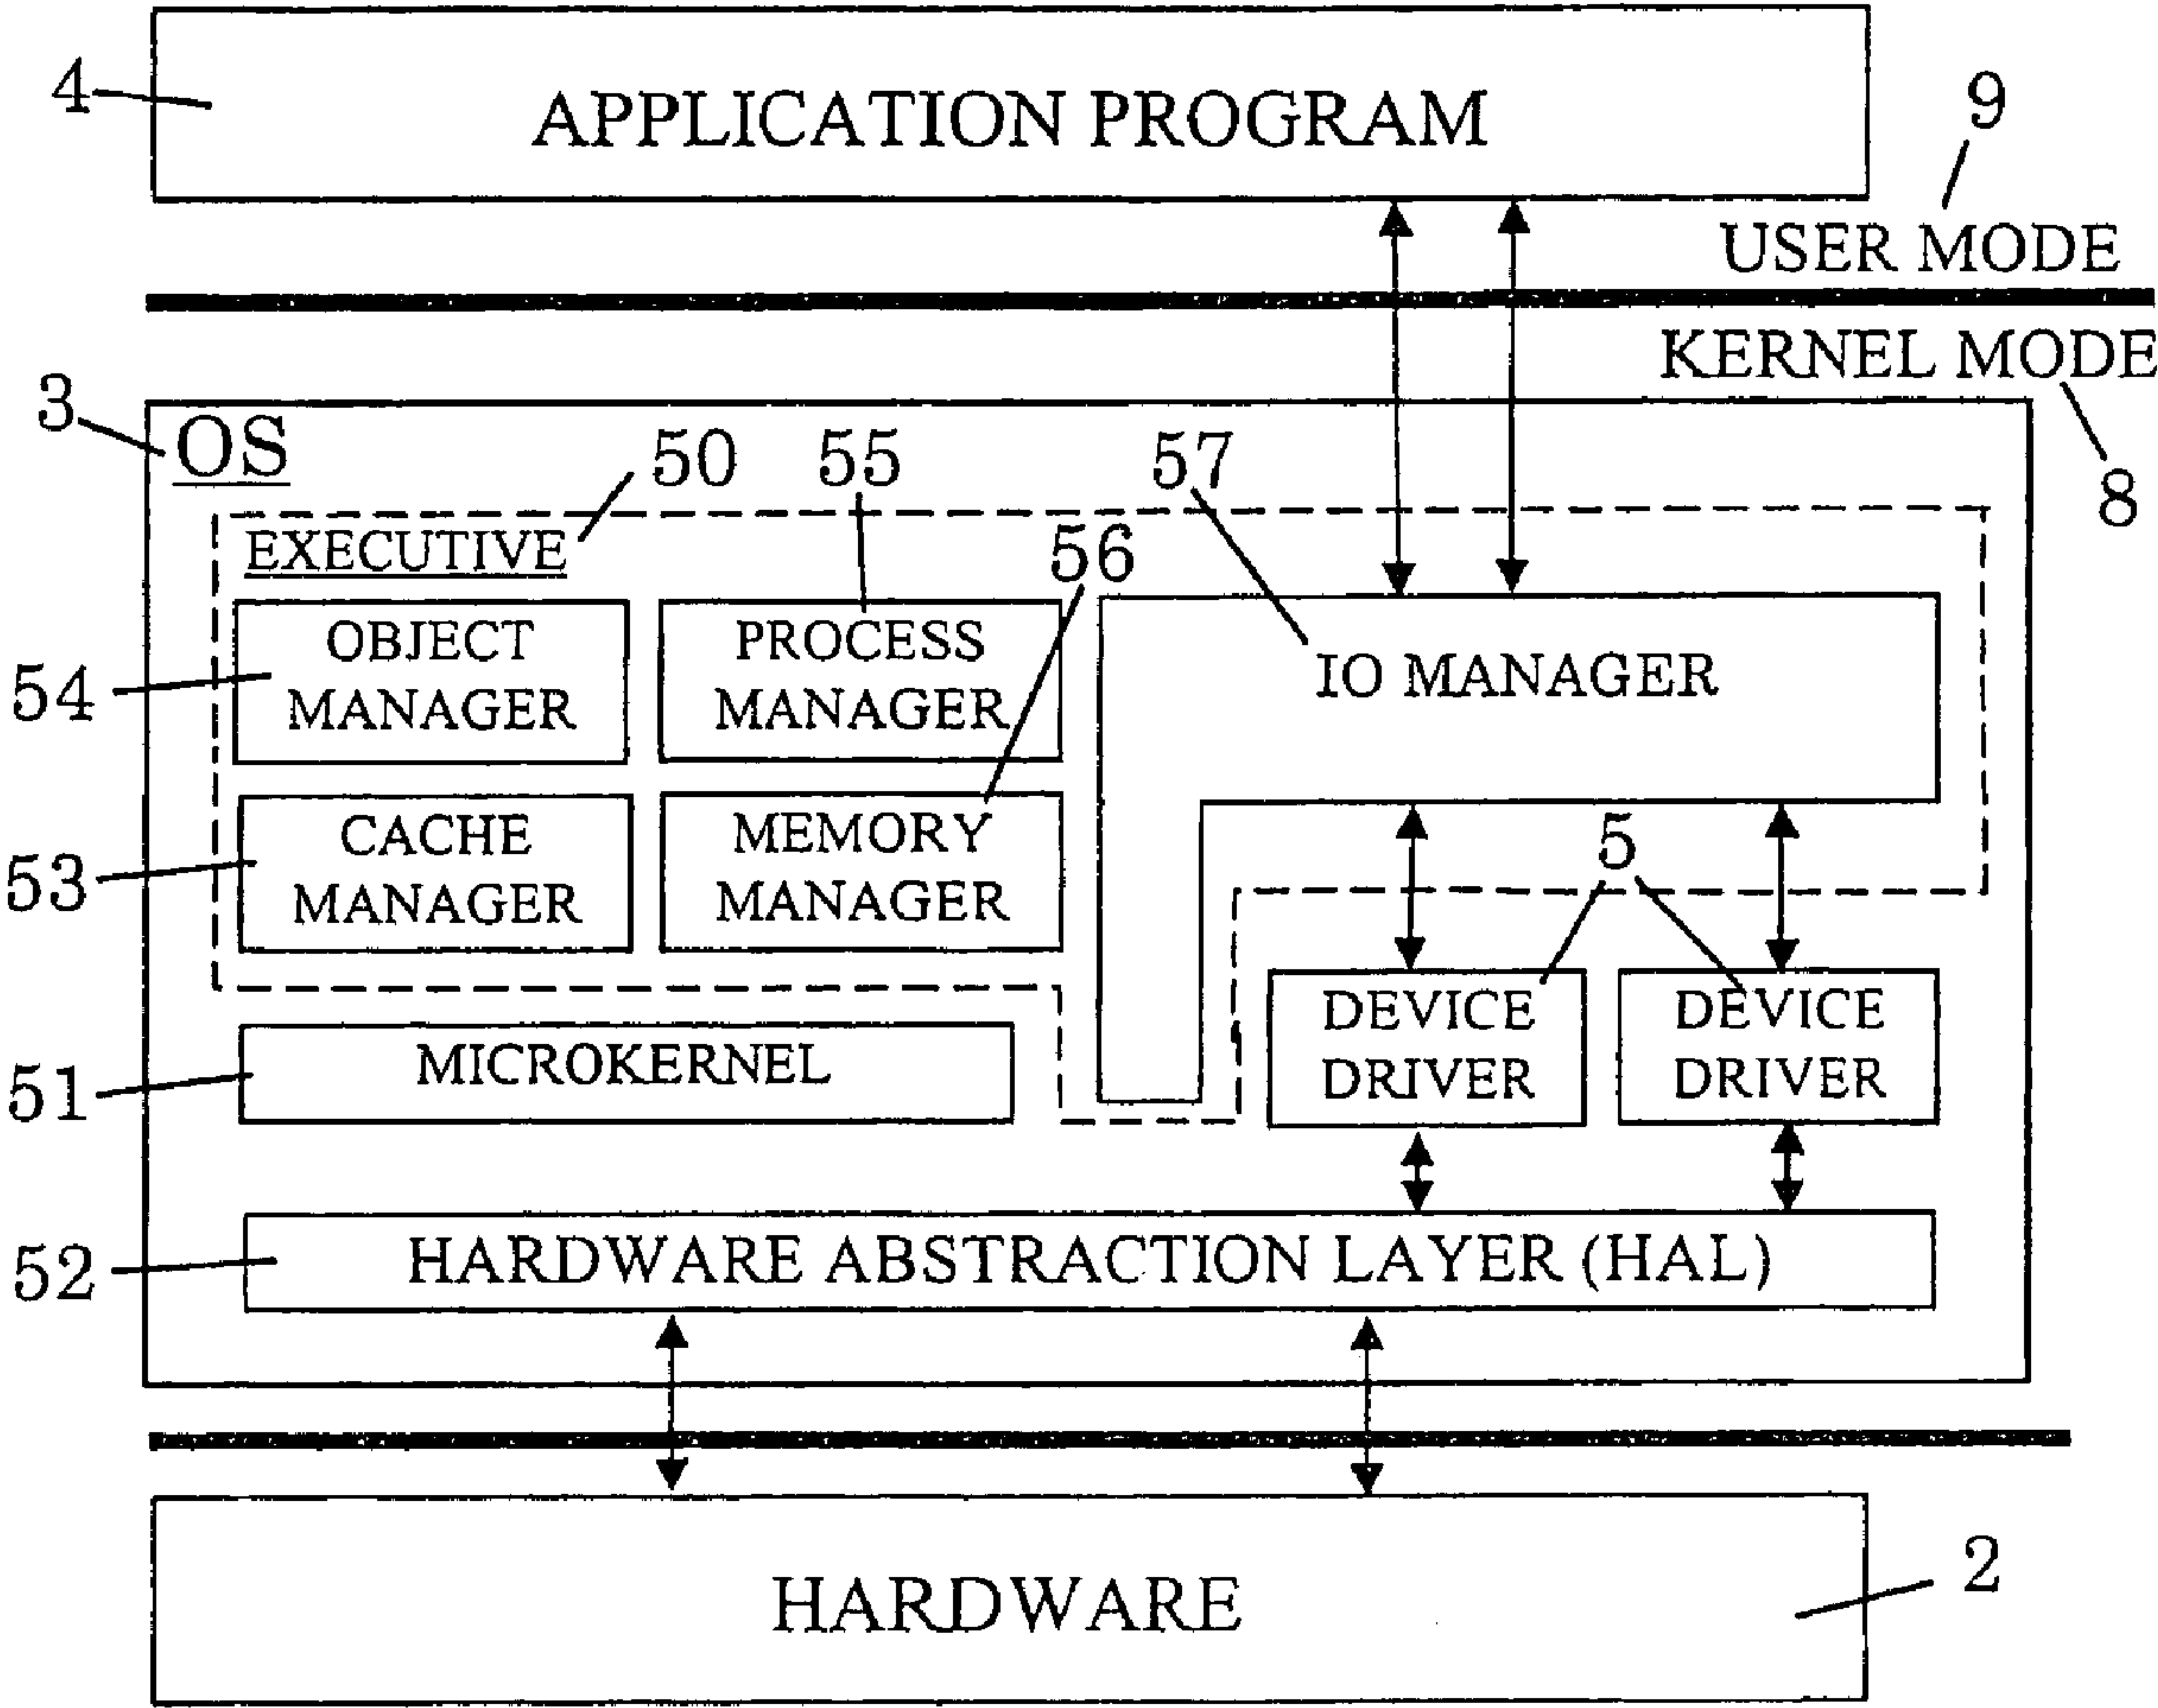 4
APPLICATION PROGRAM
9
USER MODE
KERNEL MODE
8
3
OS
50
55
57
EXECUTIVE
56
OBJECT
MANAGER
54
PROCESS
MANAGER
IO MANAGER
CACHE
MANAGER
53
MEMORY
MANAGER
5
DEVICE
DRIVER
DEVICE
DRIVER
MICROKERNEL
51
52
HARDWARE ABSTRACTION LAYER (HAL)
HARDWARE
2